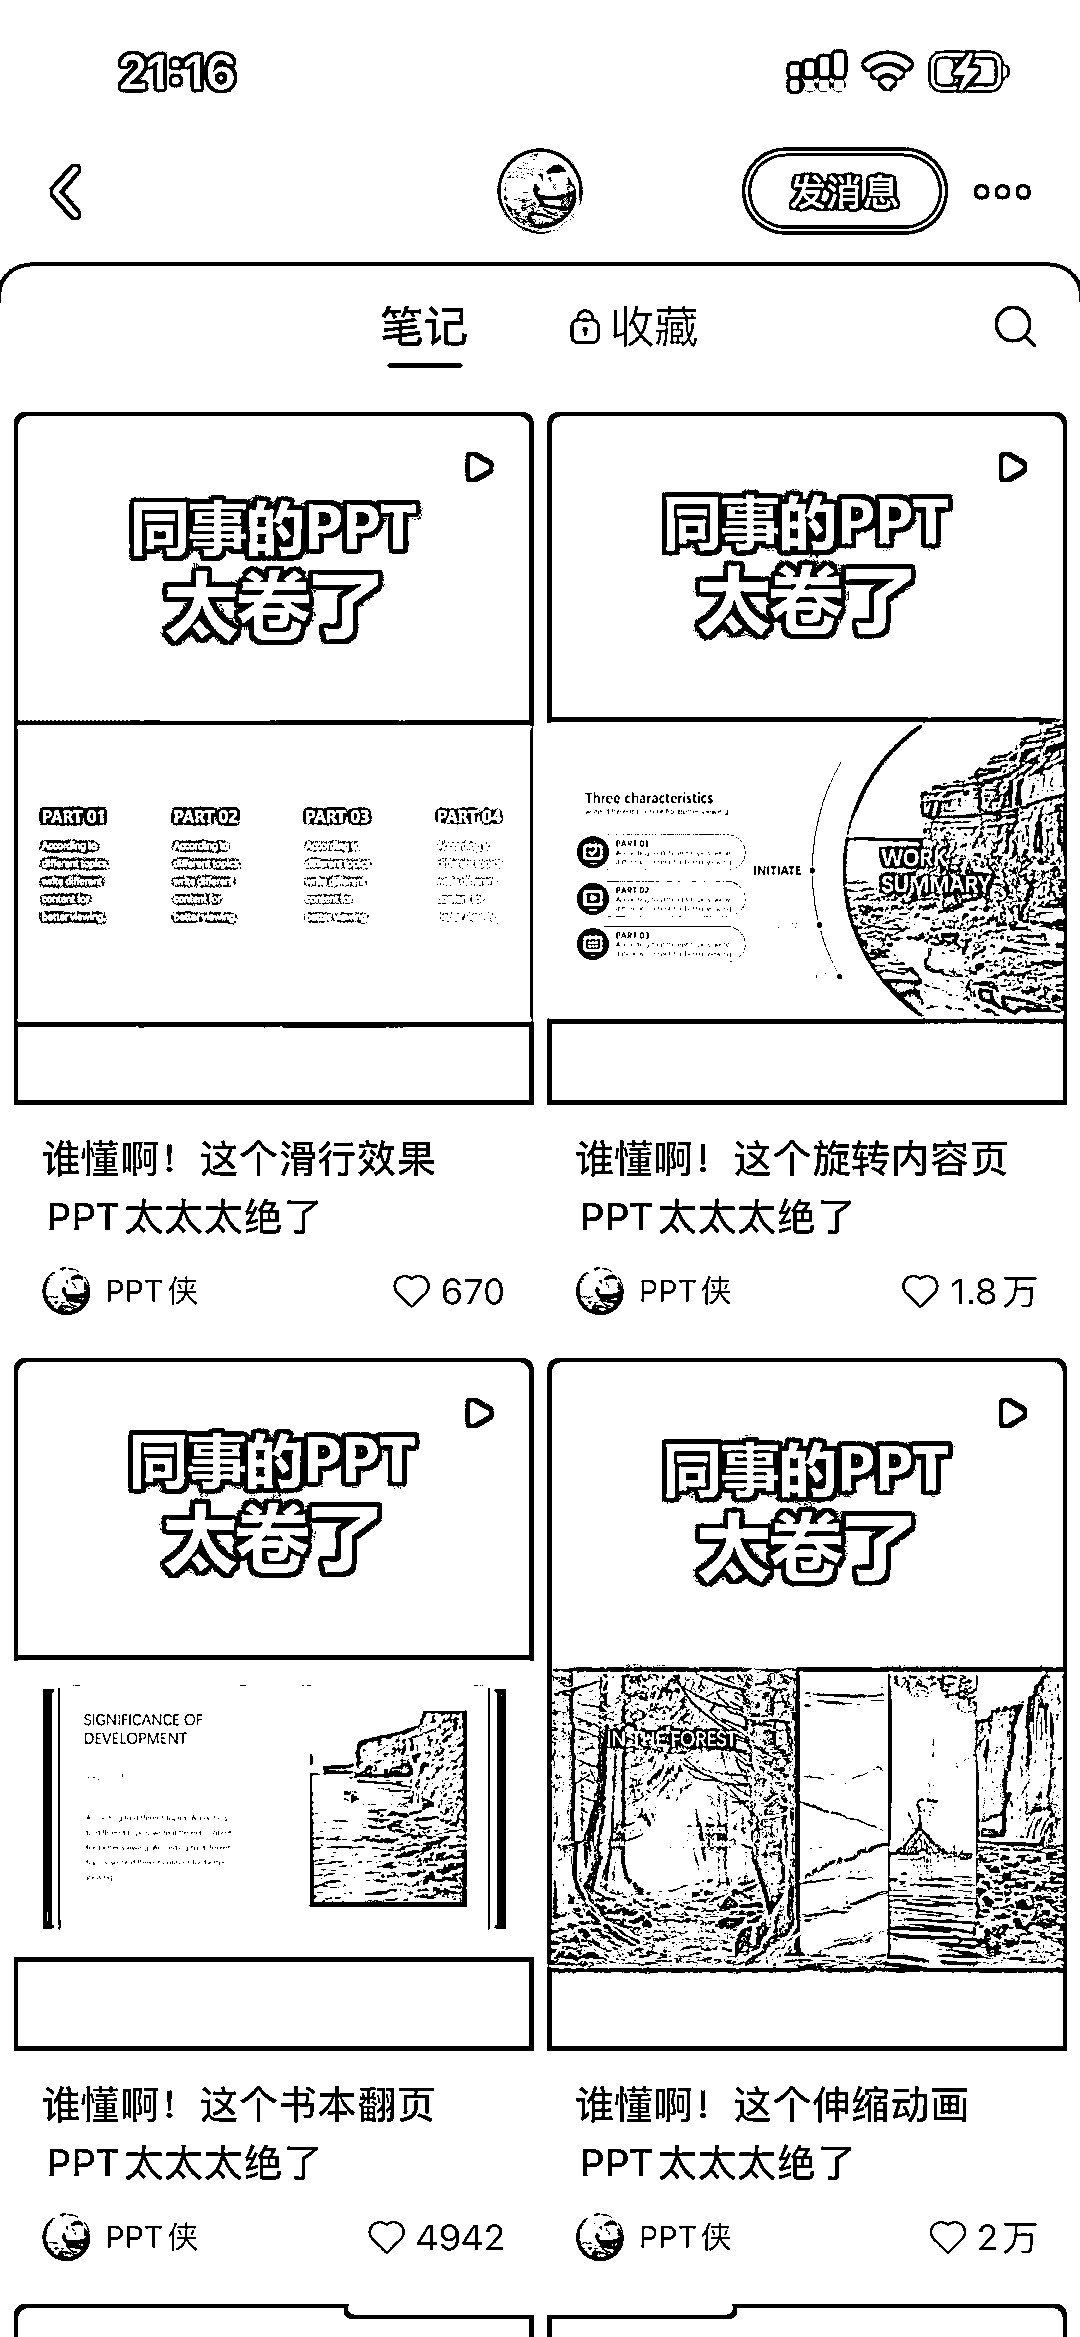 21:16
发消息
笔记
收藏
同事的PPT
太卷了
PART 01
PART 02
PART 03
PART 04
According to
different topics
write different
content for
better viewing.
According to
different topics
write different
content for
better viewing.
According to
different topics
write different
content for
better viewing.
谁懂啊！这个滑行效果
PPT太太太绝了
PPT侠
670
同事的PPT
太卷了
Three characteristics
PART 01
PART 02
PART 03
INITIATE
WORK
SUMMARY
谁懂啊！这个旋转内容页
PPT太太太绝了
PPT侠
1.8万
同事的PPT
太卷了
SIGNIFICANCE OF
DEVELOPMENT
谁懂啊！这个书本翻页
PPT太太太绝了
PPT侠
4942
同事的PPT
太卷了
IN THE FOREST
谁懂啊！这个伸缩动画
PPT太太太绝了
PPT侠
2万